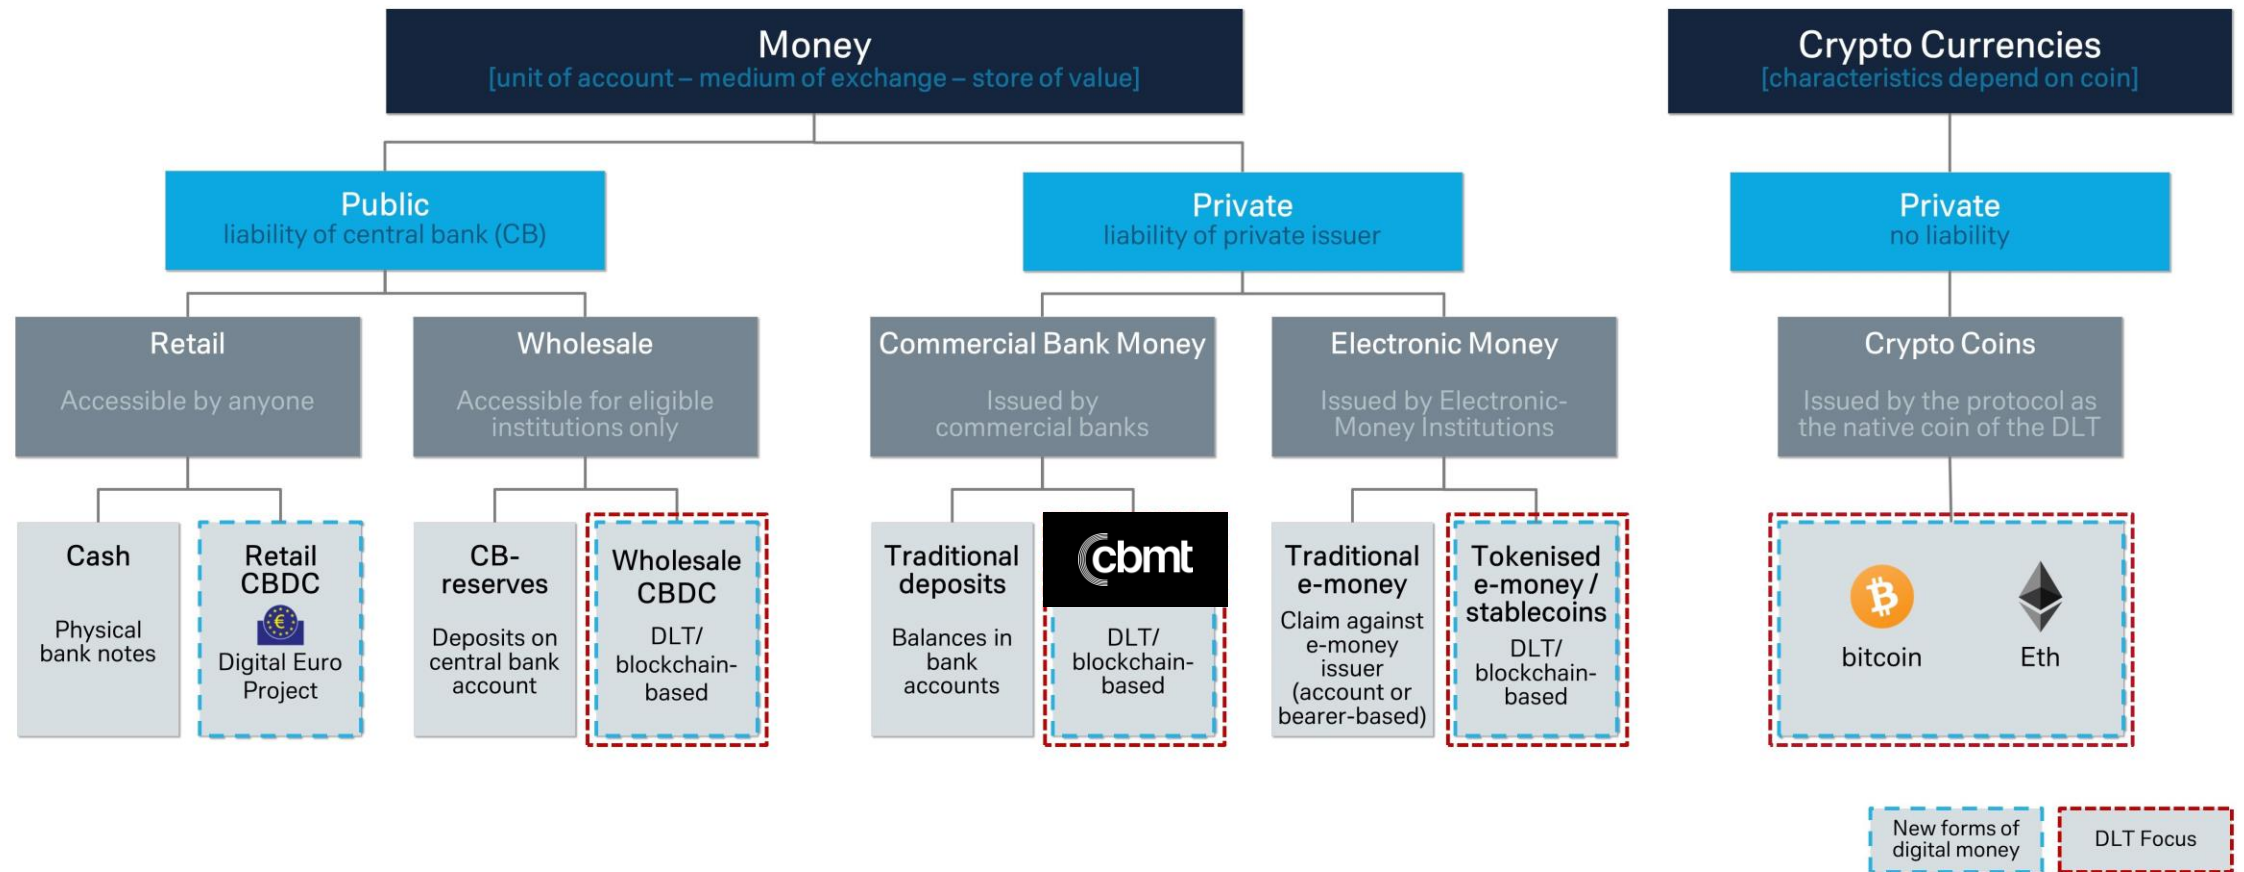 Money
[unit of account – medium of exchange – store of value]
Crypto Currencies
[characteristics depend on coin]
Public
liability of central bank (CB)
Private
liability of private issuer
Private
no liability
Retail
Accessible by anyone
Wholesale
Accessible for eligible
institutions only
Commercial Bank Money
Issued by
commercial banks
Electronic Money
Issued by Electronic-
Money Institutions
Crypto Coins
Issued by the protocol as
the native coin of the DLT
Cash
Physical
bank notes
Retail
CBDC
Digital Euro
Project
CB-
reserves
Deposits on
central bank
account
Wholesale
CBDC
DLT/
blockchain-
based
Traditional
deposits
Balances in
bank
accounts
cbmt
DLT/
blockchain-
based
Traditional
e-money
Claim against
e-money
issuer
(account or
bearer-based)
Tokenised
e-money /
stablecoins
DLT/
blockchain-
based
bitcoin
Eth
New forms of
digital money
DLT Focus